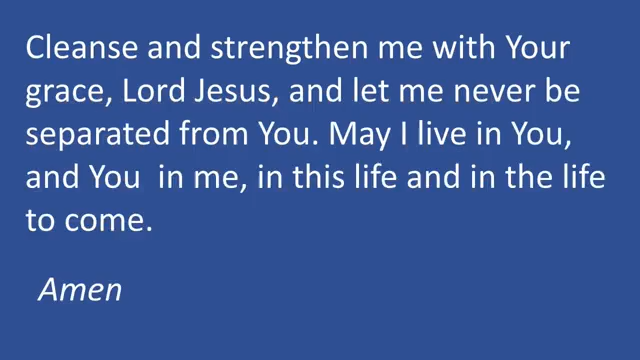 Cleanse and strengthen me with Your
grace, Lord Jesus, and let me never be
separated from You. May I live in You,
and You  in me, in this life and in the life
to come.
Amen